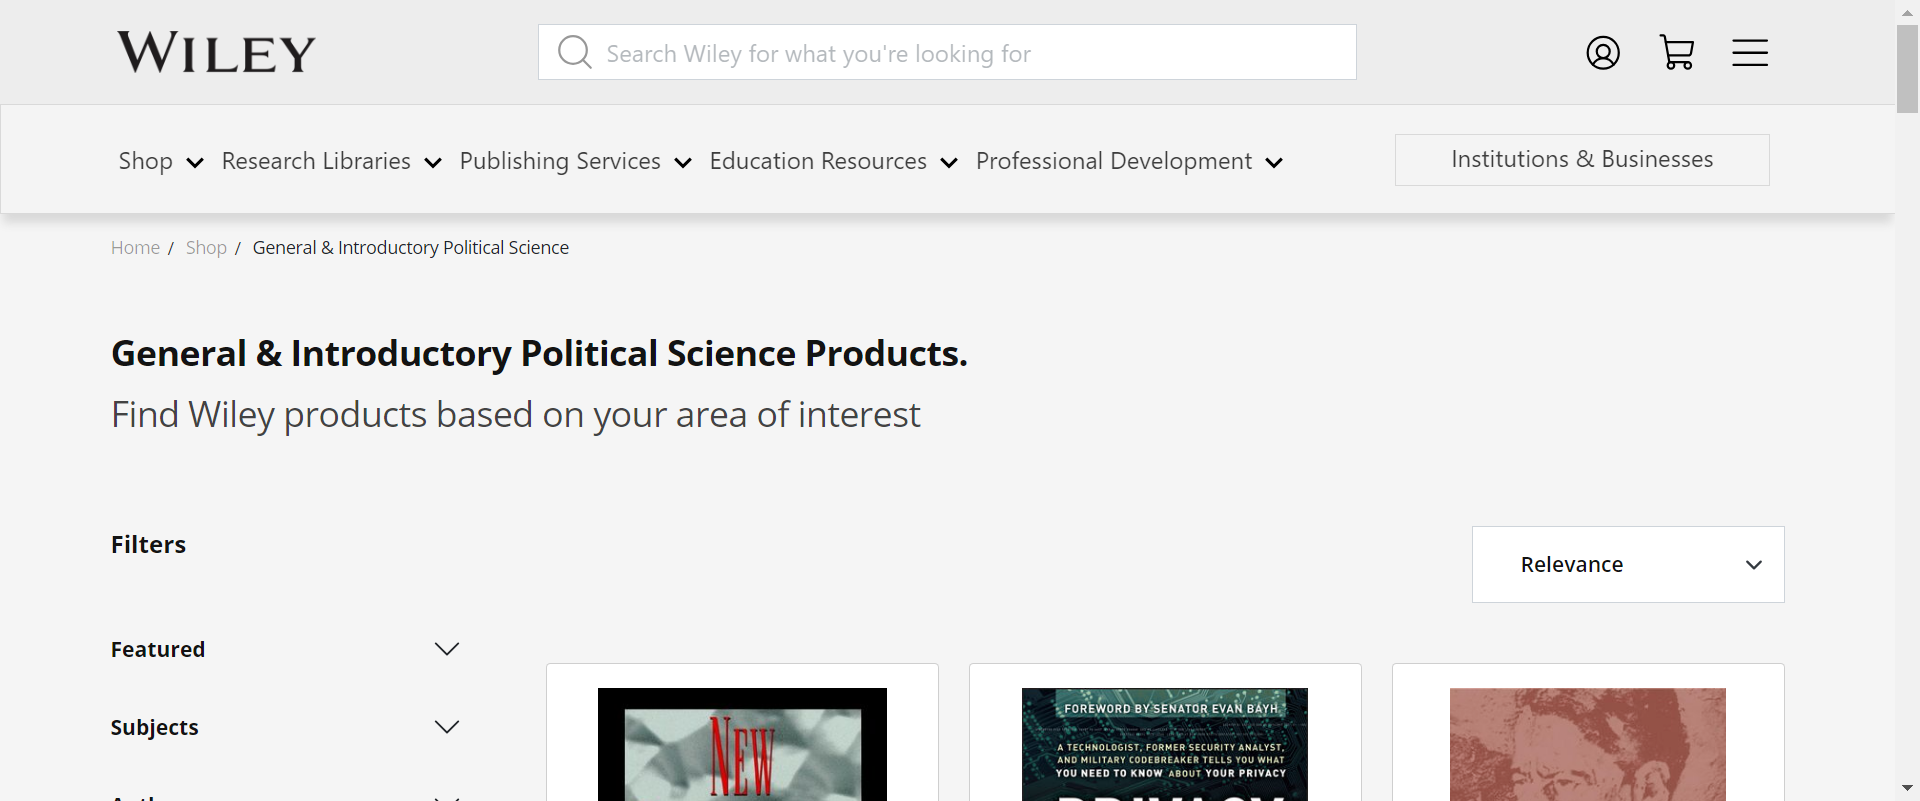 WILEY
Search Wiley for what you're looking for
Shop Research Libraries Publishing Services Education Resources Professional Development Institutions & Businesses
Home / Shop / General & Introductory Political Science
General & Introductory Political Science Products.
Find Wiley products based on your area of interest
Filters
Relevance
Featured
Subjects
NEW
FOREWORD BY SENATOR EVAN BAYH
A TECHNOLOGIST, FORMER SECURITY ANALYST,
AND MILITARY CODEBREAKER TELLS YOU WHAT
YOU NEED TO KNOW ABOUT YOUR PRIVACY